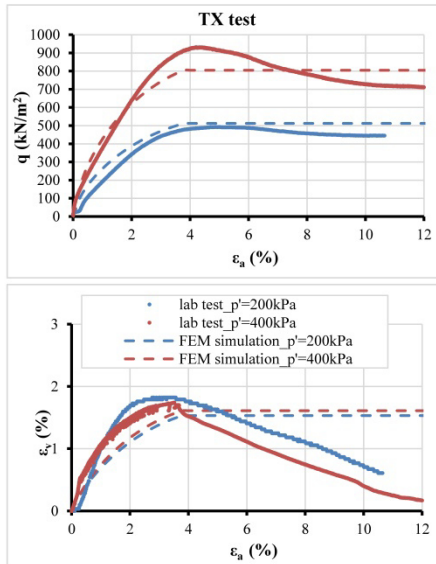 TX test
1000
900
800
700
600
500
400
300
200
100
0
q (kN/m²)
0 2 4 6 8 10 12
εₐ (%)
lab test_p'=200kPa
lab test_p'=400kPa
FEM simulation_p'=200kPa
FEM simulation_p'=400kPa
3
2
1
0
εᵥ (%)
0 2 4 6 8 10 12
εₐ (%)